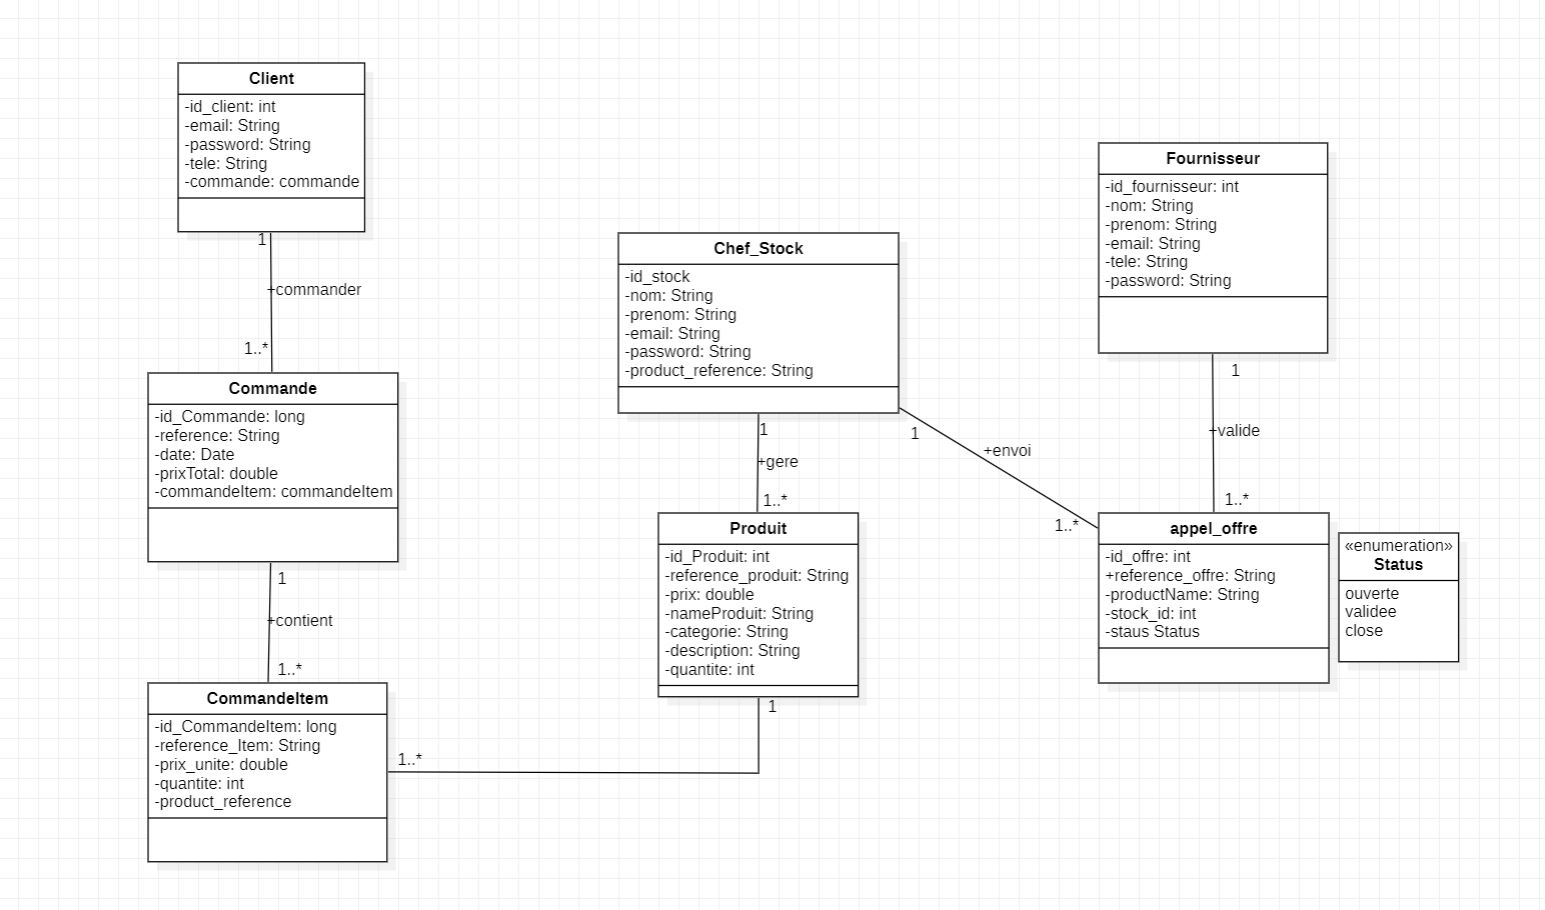 Client
-id_client: int
-email: String
-password: String
-tele: String
-commande: commande
1
+commander
1..*
Commande
-id_Commande: long
-reference: String
-date: Date
-prixTotal: double
-commandeItem: commandeItem
1
+contient
1..*
CommandeItem
-id_CommandeItem: long
-reference_Item: String
-prix_unite: double
-quantite: int
-product_reference
1..*
Chef_Stock
-id_stock
-nom: String
-prenom: String
-email: String
-password: String
-product_reference: String
1
+gere
1..*
1
+envoi
1..*
Produit
-id_Produit: int
-reference_produit: String
-prix: double
-nameProduit: String
-categorie: String
-description: String
-quantite: int
1
Fournisseur
-id_fournisseur: int
-nom: String
-prenom: String
-email: String
-tele: String
-password: String
1
+valide
1..*
appel_offre
-id_offre: int
+reference_offre: String
-productName: String
-stock_id: int
-staus Status
«enumeration»
Status
ouverte
validee
close